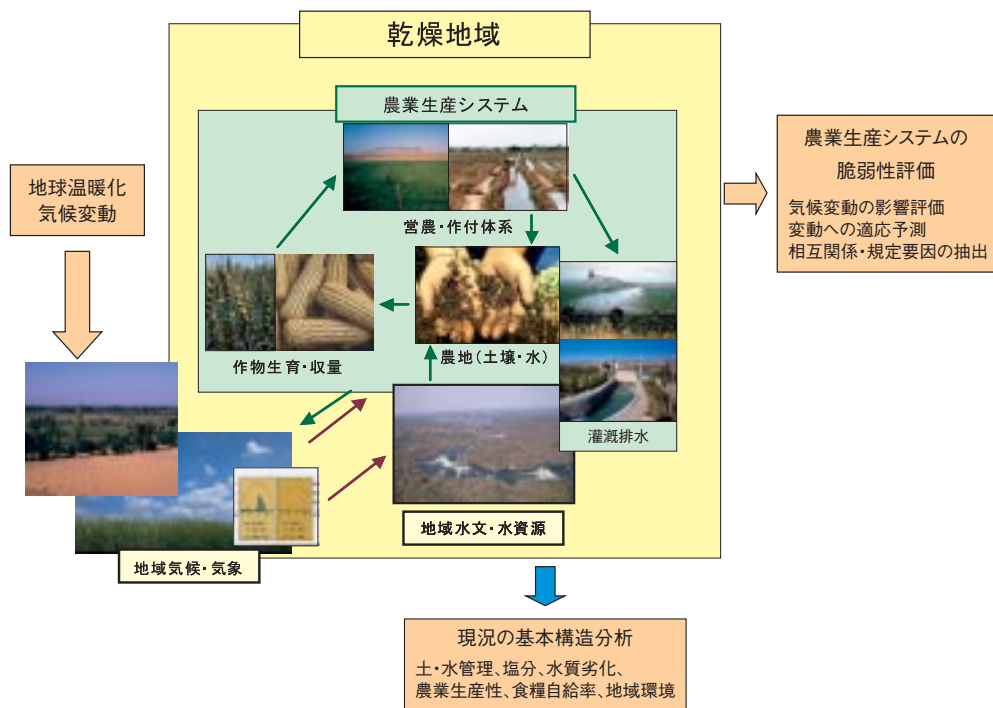 乾燥地域
農業生産システム
農業生産システムの
脆弱性評価
気候変動の影響評価
変動への適応予測
相互関係・規定要因の抽出
地球温暖化
気候変動
営農・作付体系
農地(土壌・水)
作物生育・収量
灌漑排水
地域水文・水資源
地域気候・気象
現況の基本構造分析
土・水管理、塩分、水質劣化、
農業生産性、食糧自給率、地域環境